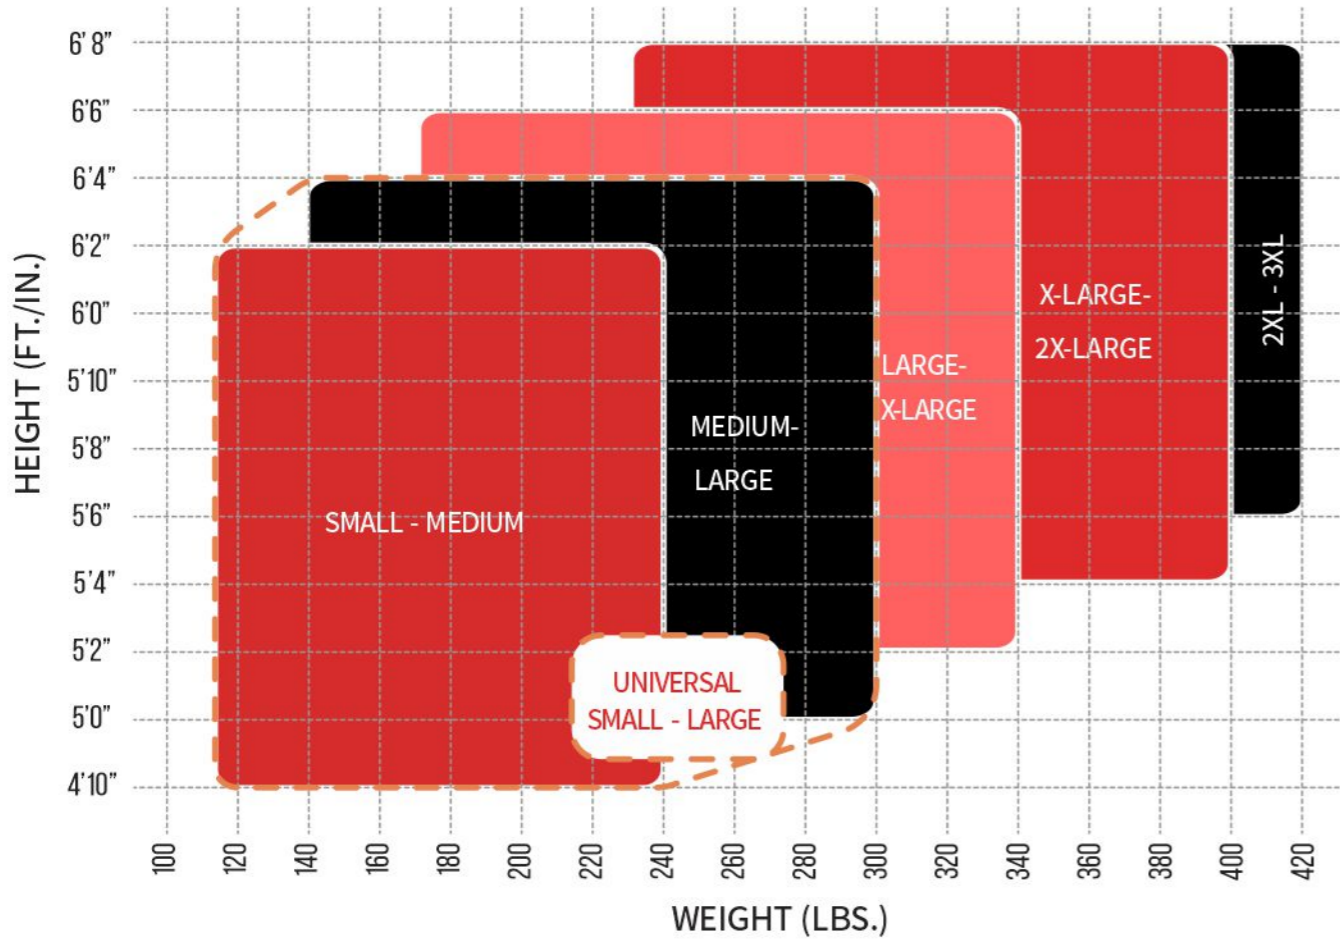 6'8"
6'6"
6'4"
6'2"
6'0"
5'10"
5'8"
5'6"
5'4"
5'2"
5'0"
4'10"
HEIGHT (FT./IN.)
SMALL - MEDIUM
MEDIUM-
LARGE
LARGE-
X-LARGE
X-LARGE-
2X-LARGE
2XL - 3XL
UNIVERSAL
SMALL - LARGE
100
120
140
160
180
200
220
240
260
280
300
320
340
360
380
400
420
WEIGHT (LBS.)